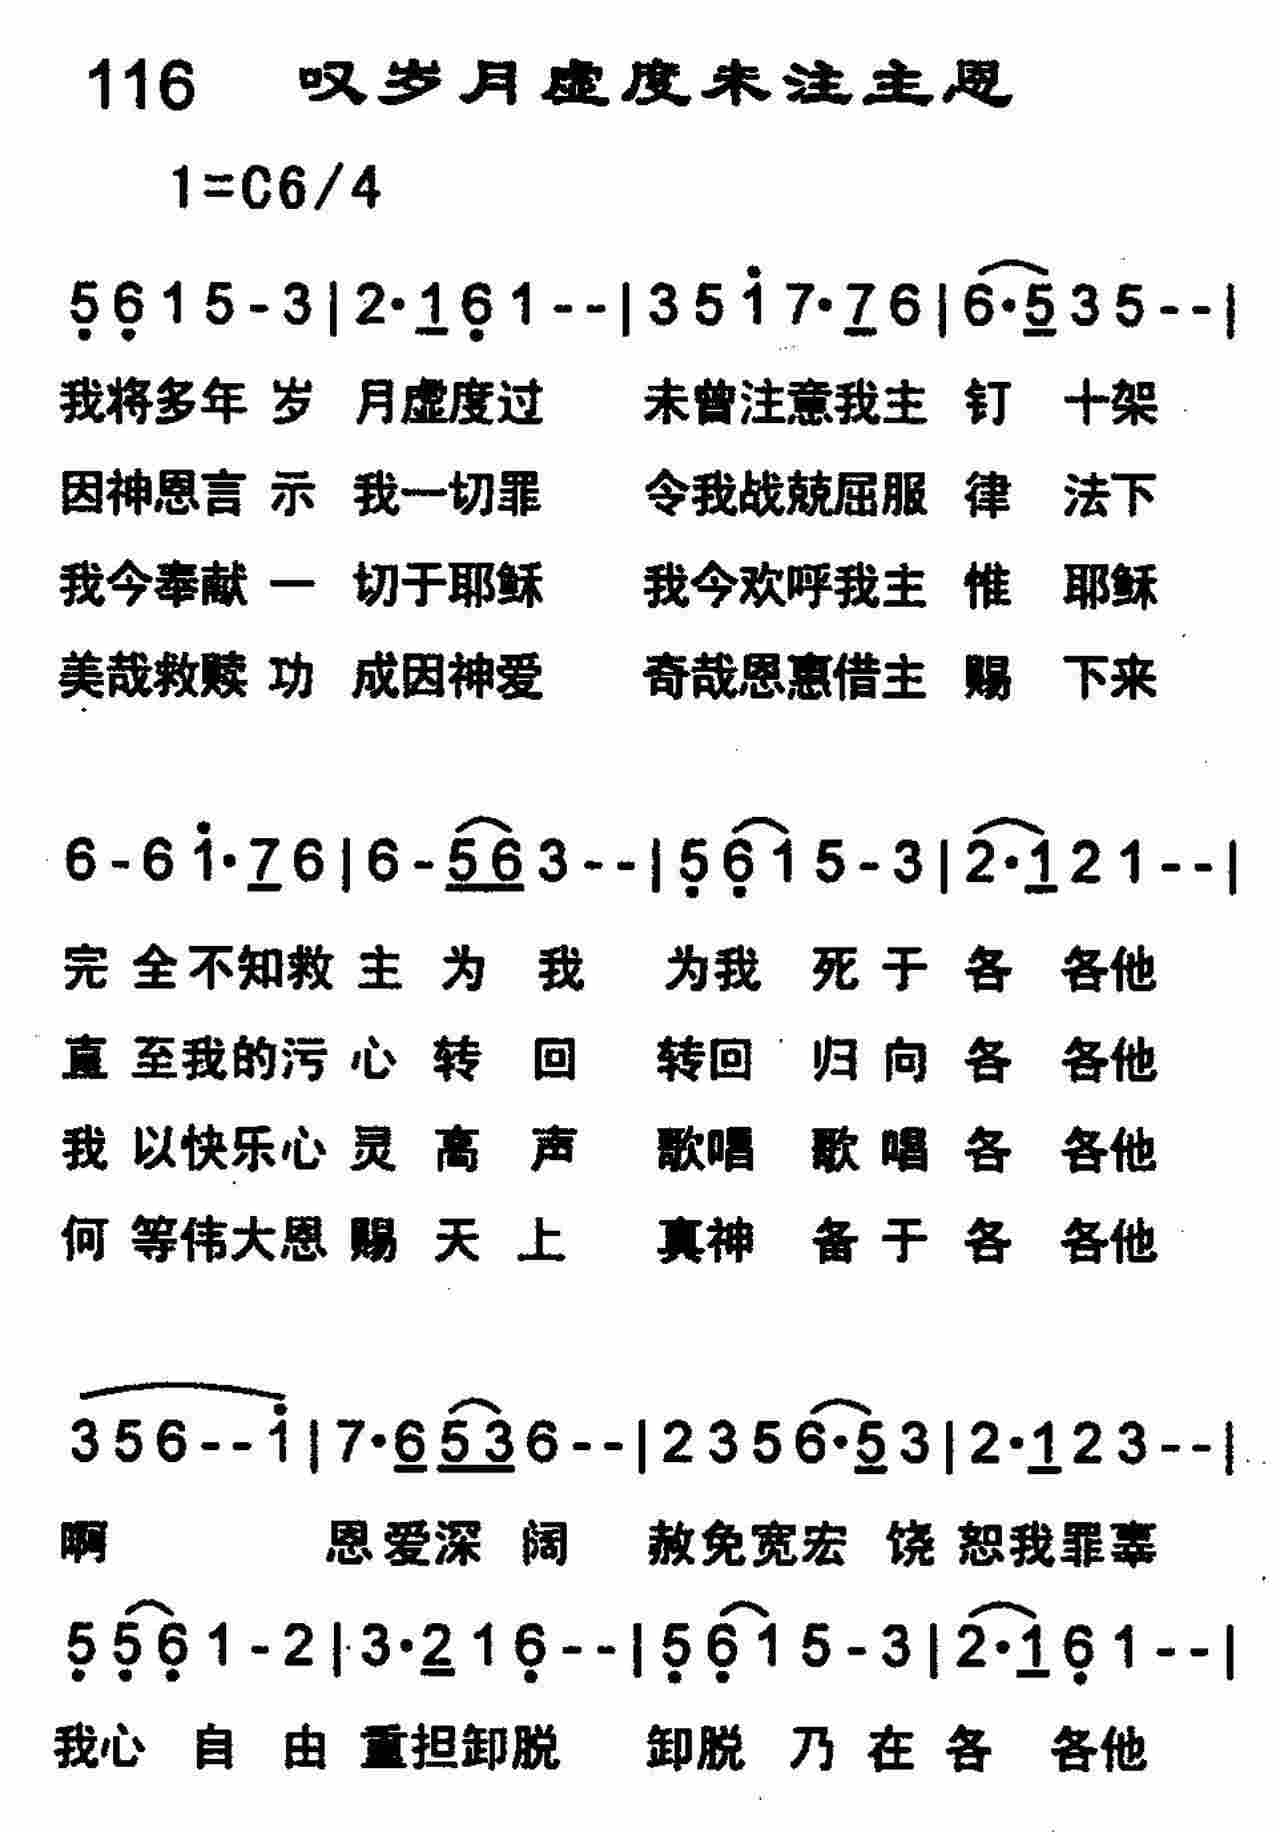 116 叹岁月虚度未注主恩
1=C6/4
5 6 1 5 - 3 | 2· 1 6 1 - - | 3 5 1 7· 7 6 | 6· 5 3 5 - - |
我将多年 岁 月虚度过 未曾注意我主 钉 十架
因神恩言 示 我一切罪 令我战兢屈服 律 法下
我今奉献 一 切于耶稣 我今欢呼我主 惟 耶稣
美哉救赎 功 成因神爱 奇哉恩惠借主 赐 下来
6 - 6 1· 7 6 | 6 - 5 6 3 - - | 5 6 1 5 - 3 | 2· 1 2 1 - - |
完 全 不知救 主 为 我 为我 死 于 各 各他
直 至我的污 心 转 回 转回 归 向 各 各他
我 以快乐心 灵 离 声 歌唱 歌 唱 各 各他
何 等伟大恩 赐 天 上 真神 备 于 各 各他
3 5 6 - - 1 | 7· 6 5 3 6 - - | 2 3 5 6· 5 3 | 2· 1 2 3 - - |
啊 恩爱深 阔 赦免宽宏 饶 恕我罪辜
5 5 6 1 - 2 | 3· 2 1 6 - - | 5 6 1 5 - 3 | 2· 1 6 1 - - |
我心 自 由 重担卸脱 卸脱 乃 在 各 各他